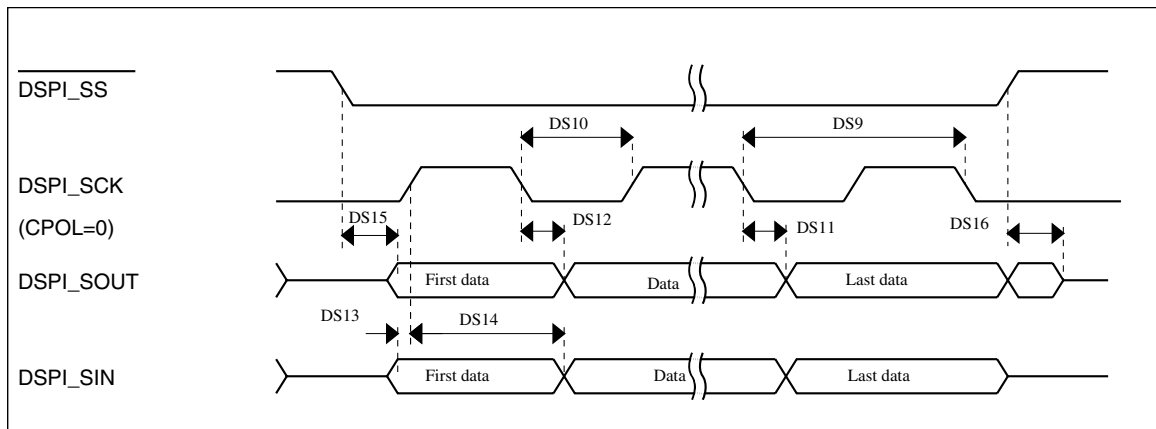 DSPI_SS
DS10
DS9
DSPI_SCK
(CPOL=0)
DS15
DS12
DS11
DS16
DSPI_SOUT
First data
Data
Last data
DS13
DS14
DSPI_SIN
First data
Data
Last data